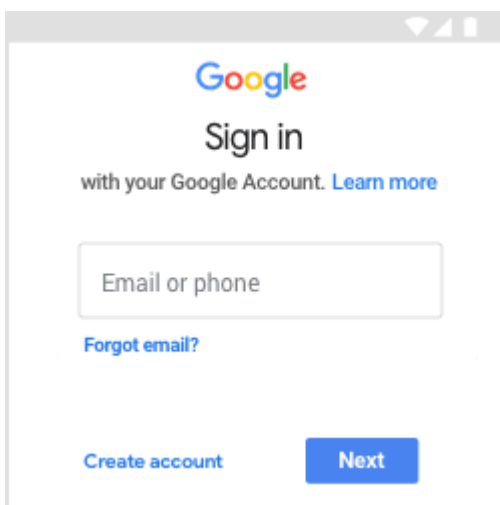 Google
Sign in
with your Google Account. Learn more
Email or phone
Forgot email?
Create account
Next